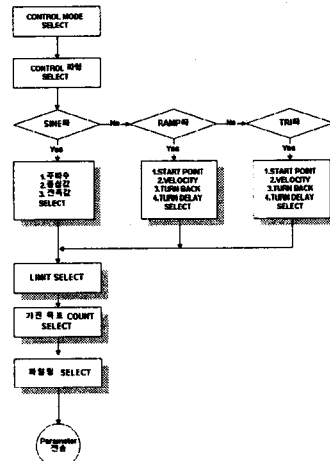 CONTROL MODE
SELECT
CONTROL 파형
SELECT
SINE파
No
RAMP파
No
TRI파
Yes
Yes
Yes
1. 주파수
2. 중심값
3. 진폭값
SELECT
1.START POINT
2.VELOCITY
3.TURN BACK
4.TURN DELAY
SELECT
1.START POINT
2.VELOCITY
3.TURN BACK
4.TURN DELAY
SELECT
LIMIT SELECT
가진 목표 COUNT
SELECT
파일명 SELECT
Parameter
전송